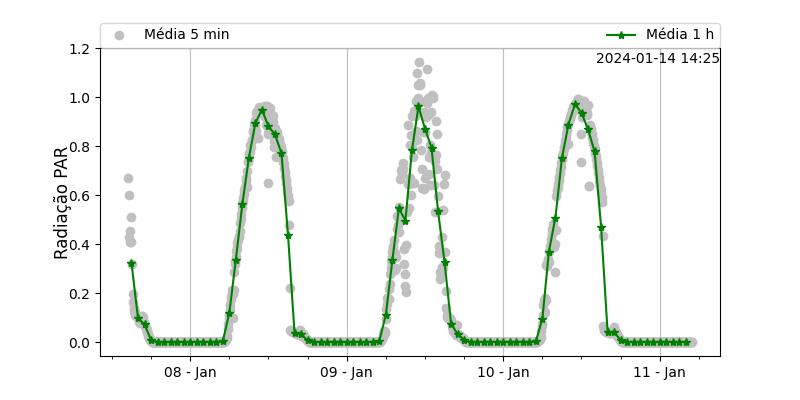 Média 5 min
Média 1 h
2024-01-14 14:25
Radiação PAR
1.2
1.0
0.8
0.6
0.4
0.2
0.0
08 - Jan
09 - Jan
10 - Jan
11 - Jan